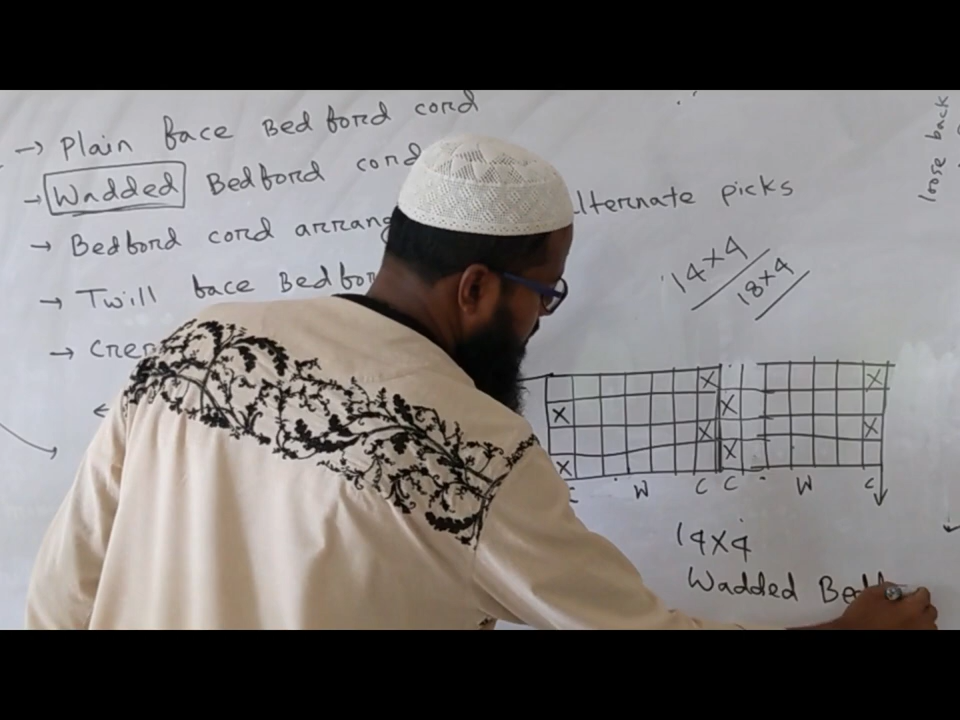 → Plain face Bedford cord
→ Wadded Bedford cord
→ Bedford cord arrang
lternate picks
→ Twill face Bedfor
→ Crep
14×4
18×4
loose back
X X
X X
X X
X X
W C C W C
14×4
Wadded Bedf